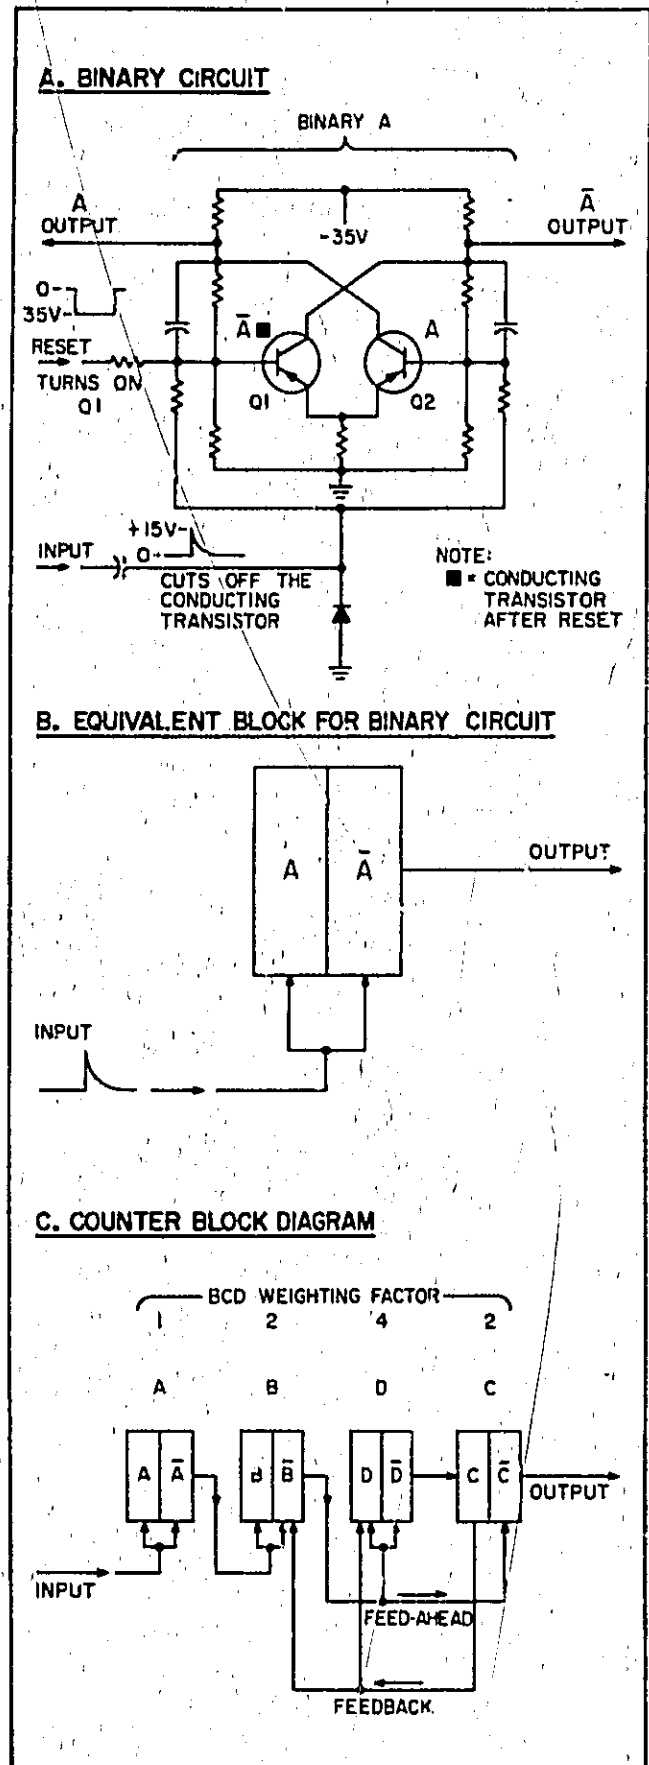 A. BINARY CIRCUIT
BINARY A
A
OUTPUT
-35V
Ā
OUTPUT
0-
35V-
RESET
TURNS ON
Q1
Ā ■
A
Q1
Q2
INPUT
+15V-
0-
CUTS OFF THE
CONDUCTING
TRANSISTOR
NOTE:
■ = CONDUCTING
TRANSISTOR
AFTER RESET
B. EQUIVALENT BLOCK FOR BINARY CIRCUIT
A
Ā
OUTPUT
INPUT
C. COUNTER BLOCK DIAGRAM
BCD WEIGHTING FACTOR
1 2 4 2
A B D C
A Ā B B̄ D D̄ C C̄
OUTPUT
INPUT
FEED-AHEAD
FEEDBACK